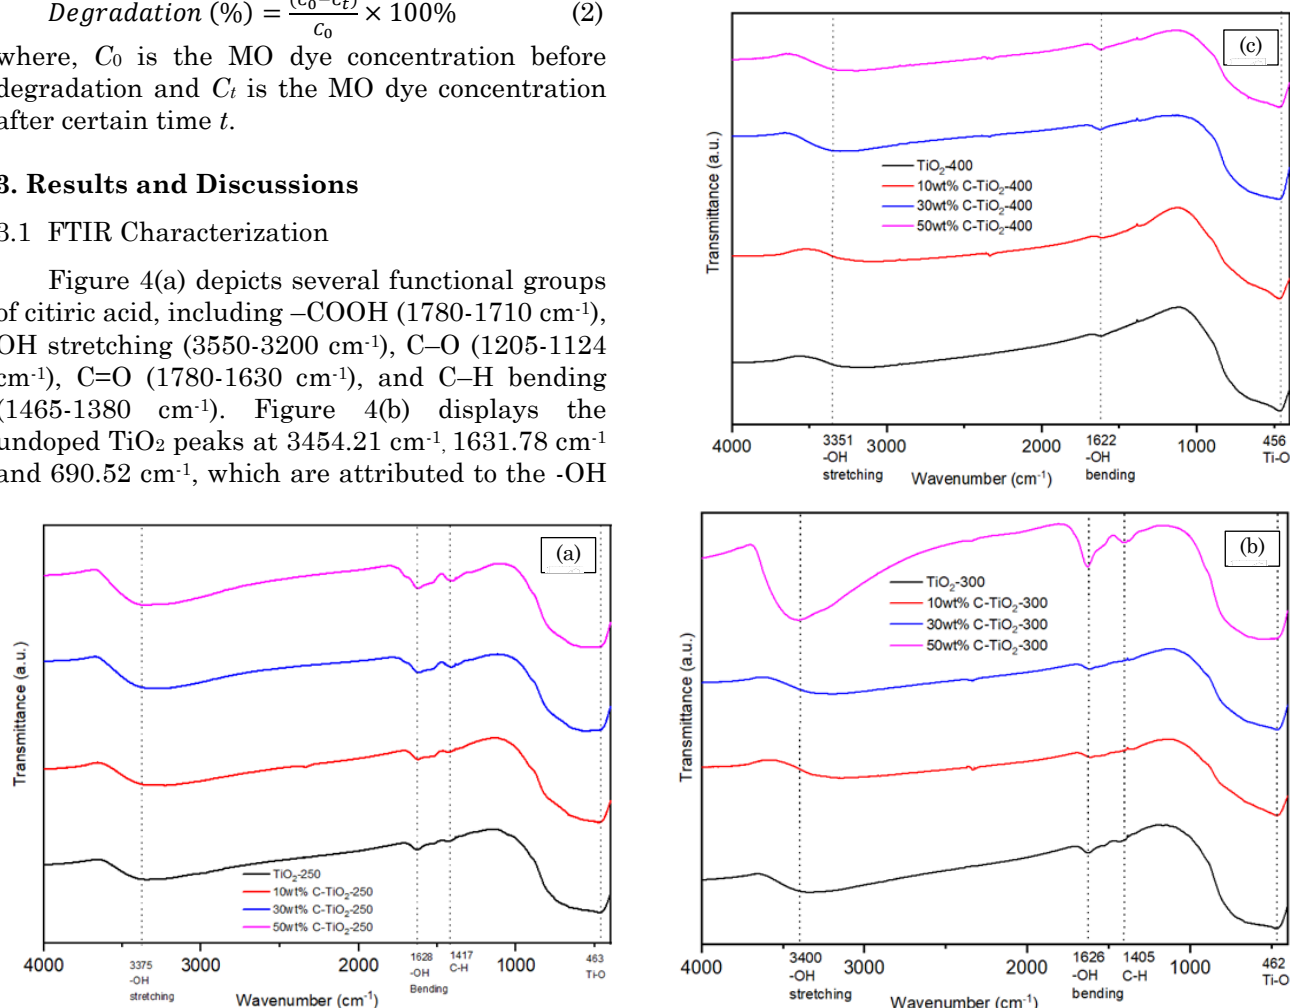 Degradation (%) = (C₀−Cₜ)/C₀ × 100% (2)
where, C₀ is the MO dye concentration before
degradation and Cₜ is the MO dye concentration
after certain time t.
3. Results and Discussions
3.1 FTIR Characterization
Figure 4(a) depicts several functional groups
of citiric acid, including –COOH (1780-1710 cm⁻¹),
OH stretching (3550-3200 cm⁻¹), C–O (1205-1124
cm⁻¹), C=O (1780-1630 cm⁻¹), and C–H bending
(1465-1380 cm⁻¹). Figure 4(b) displays the
undoped TiO₂ peaks at 3454.21 cm⁻¹, 1631.78 cm⁻¹
and 690.52 cm⁻¹, which are attributed to the -OH
(c)
Transmittance (a.u.)
TiO₂-400
10wt% C-TiO₂-400
30wt% C-TiO₂-400
50wt% C-TiO₂-400
4000 3000 2000 1000
3351 1622 456
-OH -OH Ti-O
stretching bending
Wavenumber (cm⁻¹)
(a)
Transmittance (a.u.)
TiO₂-250
10wt% C-TiO₂-250
30wt% C-TiO₂-250
50wt% C-TiO₂-250
4000 3000 2000 1000
3375 1628 1417 463
-OH -OH C-H Ti-O
stretching Bending
Wavenumber (cm⁻¹)
(b)
Transmittance (a.u.)
TiO₂-300
10wt% C-TiO₂-300
30wt% C-TiO₂-300
50wt% C-TiO₂-300
4000 3000 2000 1000
3400 1626 1405 462
-OH -OH C-H Ti-O
stretching bending
Wavenumber (cm⁻¹)